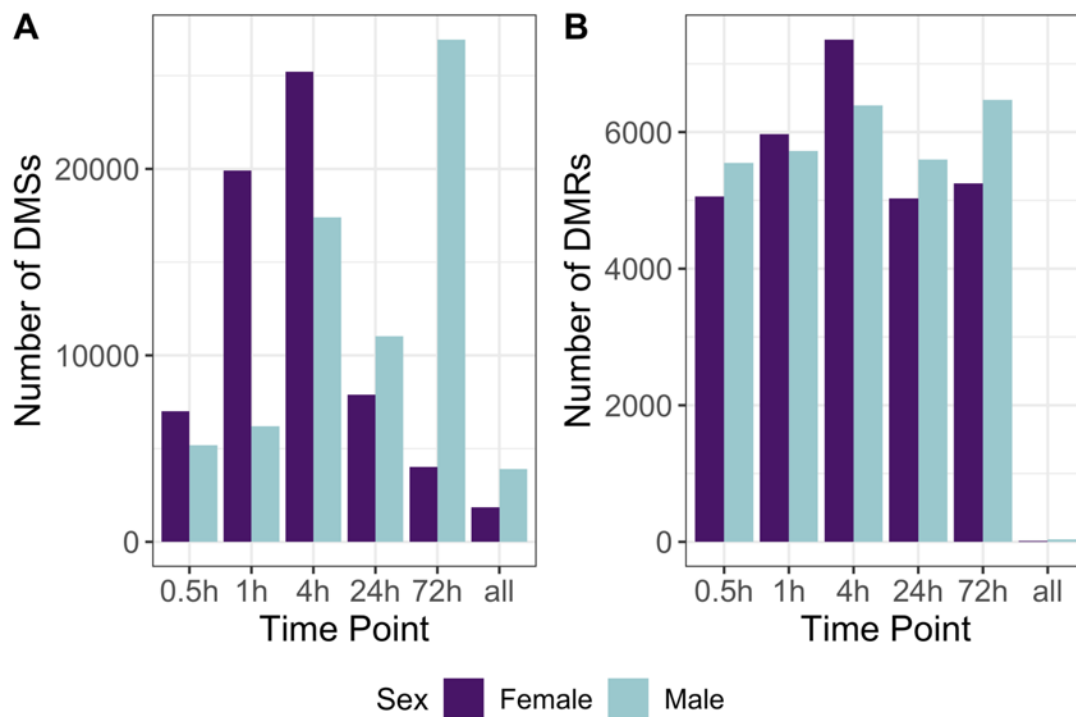 A
Number of DMSs
20000
10000
0
0.5h 1h 4h 24h 72h all
Time Point
B
Number of DMRs
6000
4000
2000
0
0.5h 1h 4h 24h 72h all
Time Point
Sex Female Male